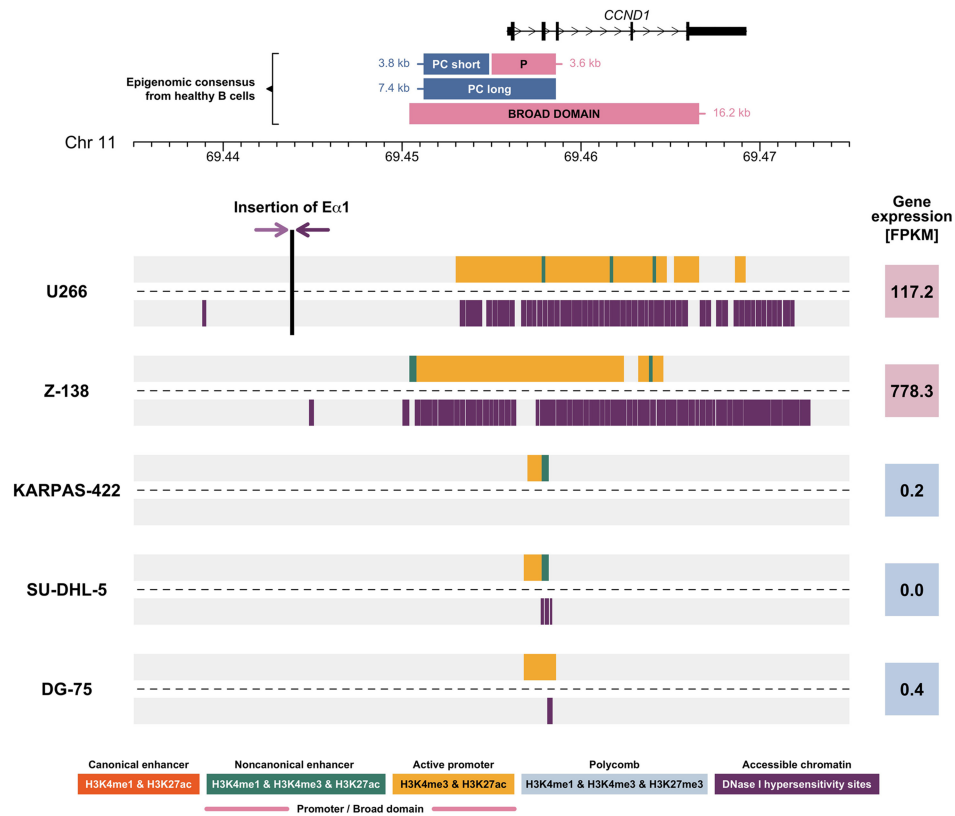 CCND1
3.8 kb PC short P 3.6 kb
Epigenomic consensus
from healthy B cells
7.4 kb PC long
BROAD DOMAIN 16.2 kb
Chr 11
69.44 69.45 69.46 69.47
Insertion of Eα1
Gene
expression
[FPKM]
U266 117.2
Z-138 778.3
KARPAS-422 0.2
SU-DHL-5 0.0
DG-75 0.4
Canonical enhancer Noncanonical enhancer Active promoter Polycomb Accessible chromatin
H3K4me1 & H3K27ac H3K4me1 & H3K4me3 & H3K27ac H3K4me3 & H3K27ac H3K4me1 & H3K4me3 & H3K27me3 DNase I hypersensitivity sites
Promoter / Broad domain